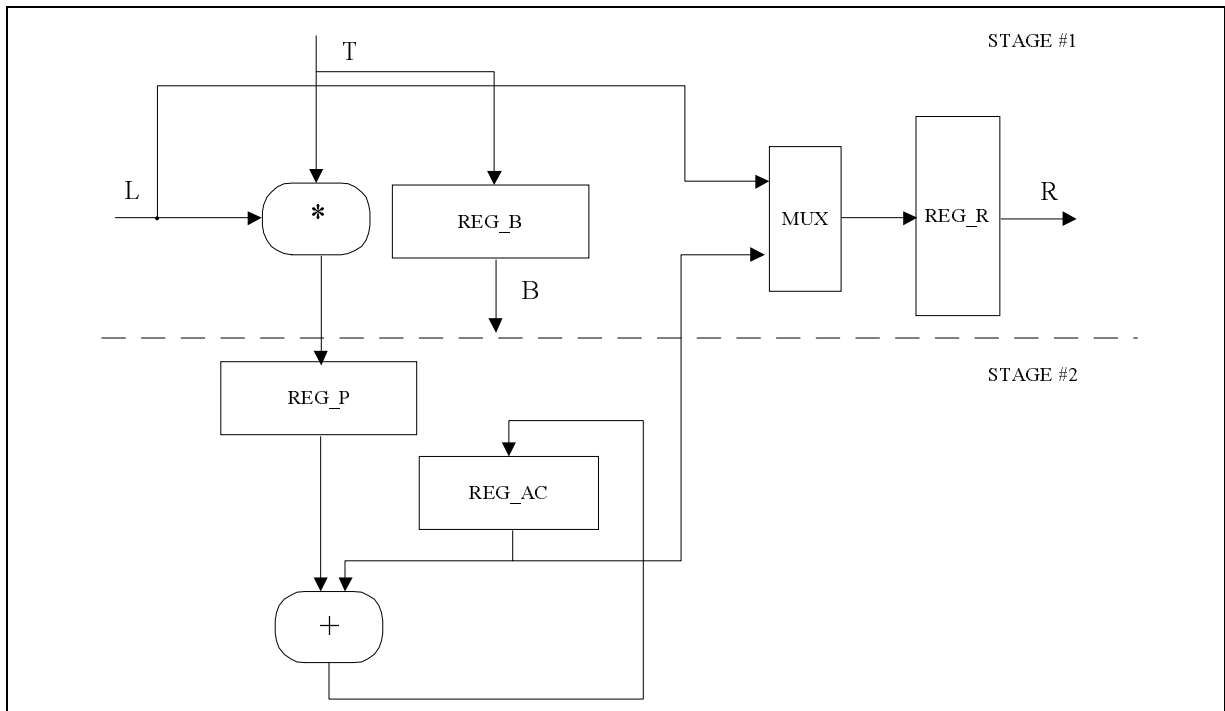 STAGE #1
T
L
*
REG_B
MUX
REG_R
R
B
STAGE #2
REG_P
REG_AC
+